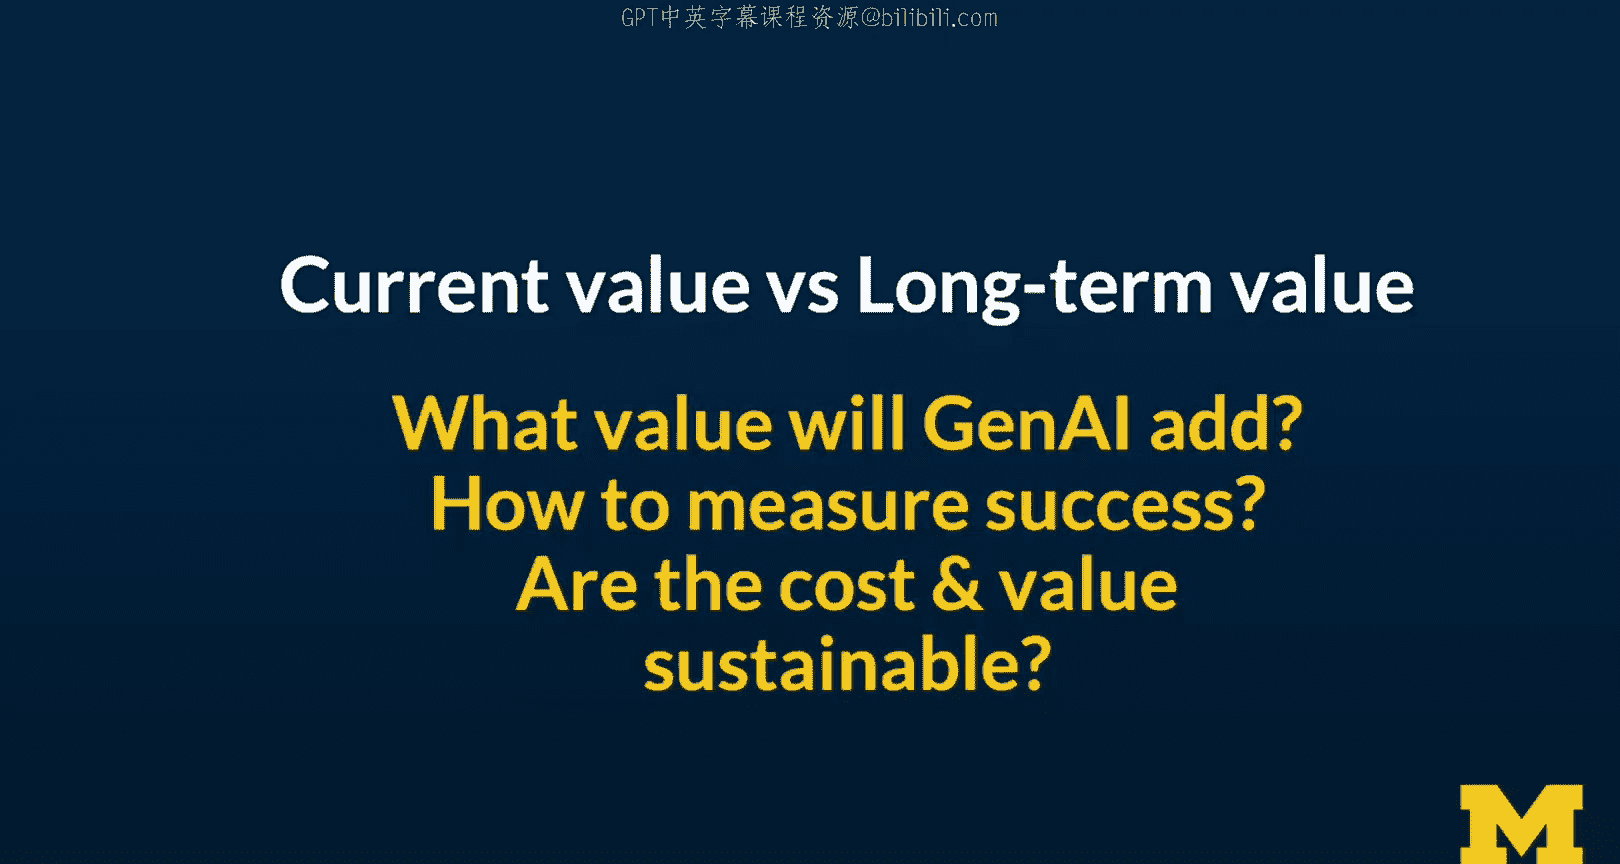 GPT中英字幕课程资源@bilibili.com
Current value vs Long-term value
What value will GenAI add?
How to measure success?
Are the cost & value
sustainable?
M